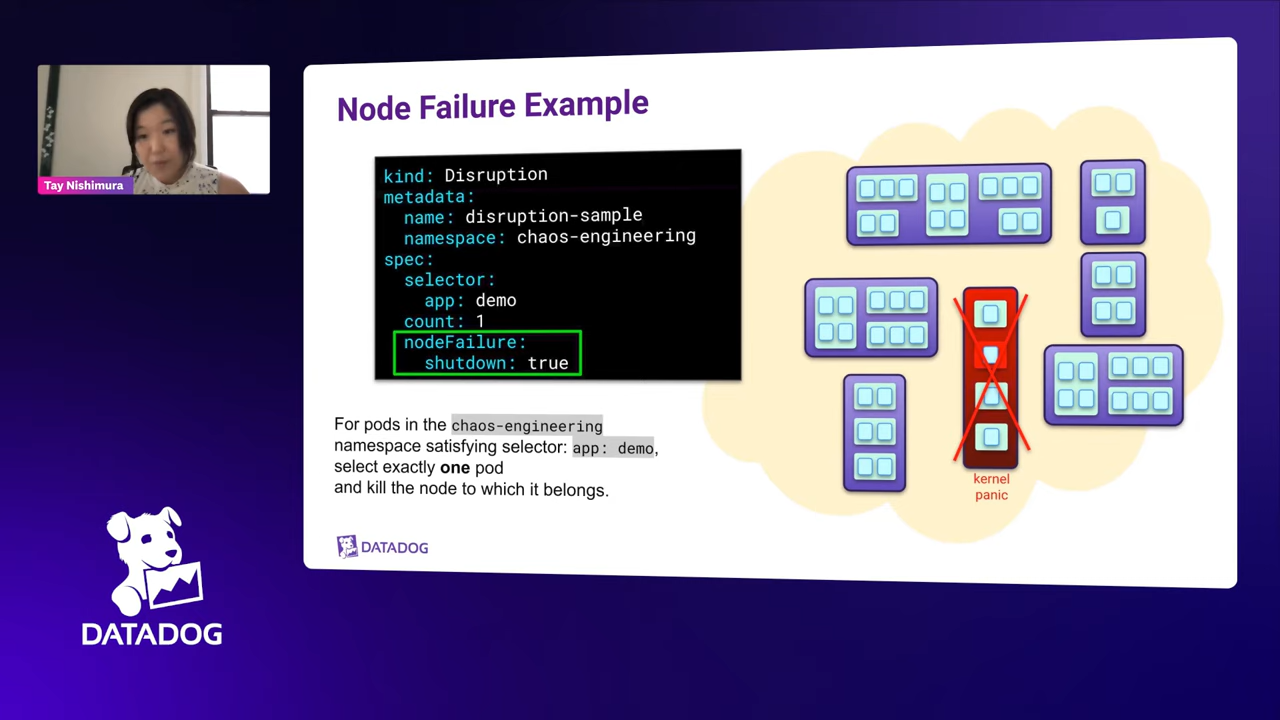 Tay Nishimura
Node Failure Example
kind: Disruption
metadata:
name: disruption-sample
namespace: chaos-engineering
spec:
selector:
app: demo
count: 1
nodeFailure:
shutdown: true
For pods in the chaos-engineering
namespace satisfying selector: app: demo,
select exactly one pod
and kill the node to which it belongs.
kernel
panic
DATADOG
DATADOG